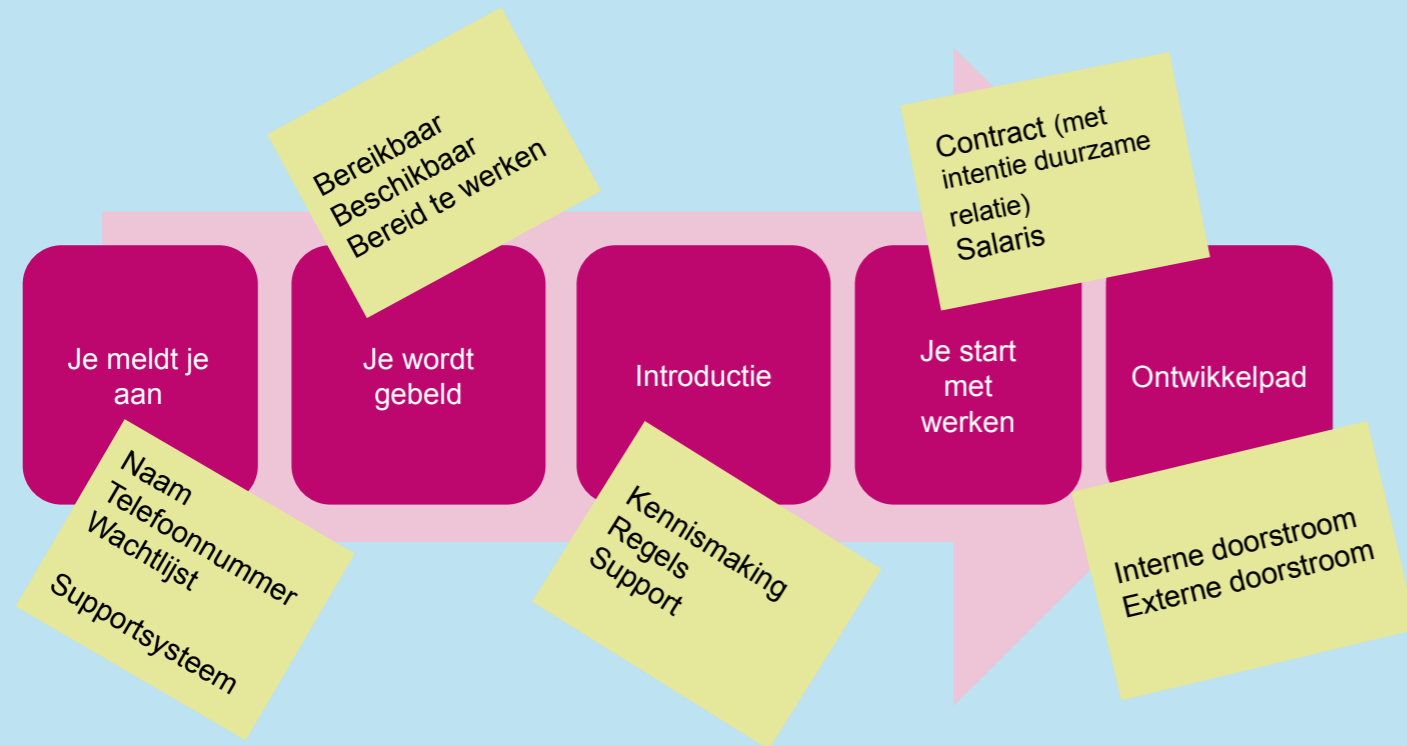 Bereikbaar
Beschikbaar
Bereid te werken
Contract (met
intentie duurzame
relatie)
Salaris
Je meldt je
aan
Je wordt
gebeld
Introductie
Je start
met
werken
Ontwikkelpad
Naam
Telefoonnummer
Wachtlijst
Supportsysteem
Kennismaking
Regels
Support
Interne doorstroom
Externe doorstroom